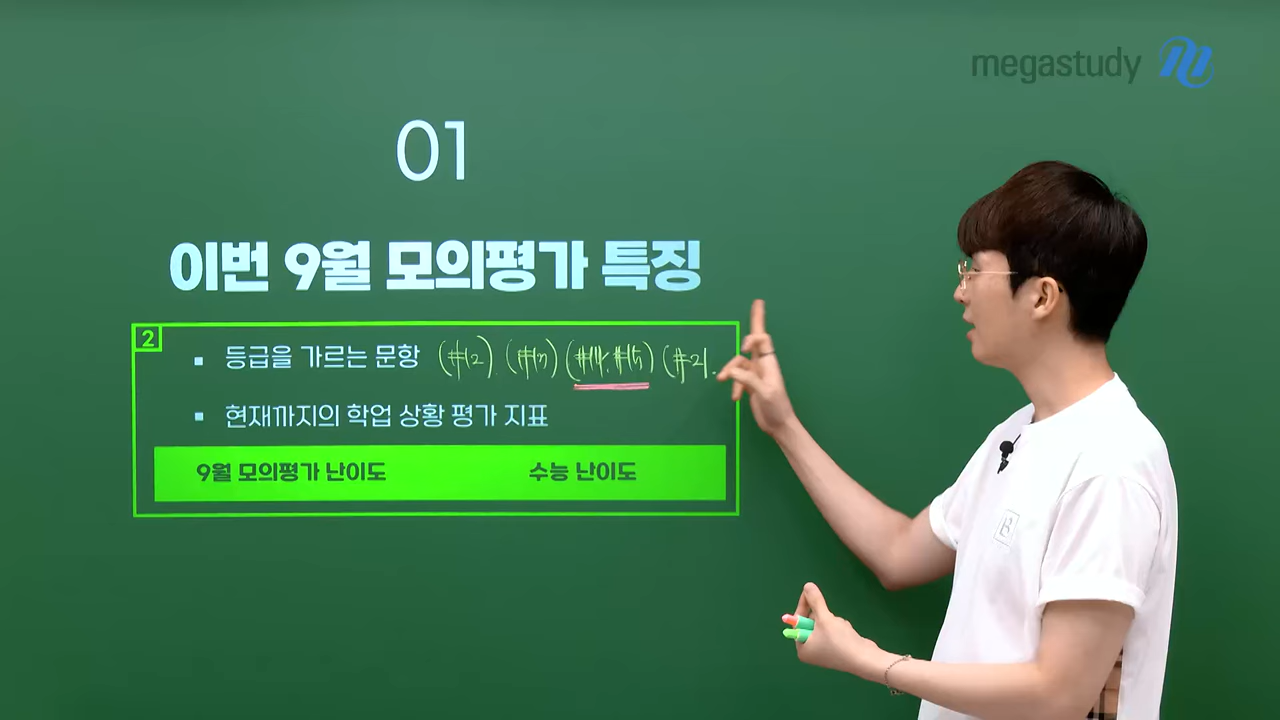 megastudy
01
이번 9월 모의평가 특징
2
▪ 등급을 가르는 문항 (#12). (#13) (#14, #15) (#21.
▪ 현재까지의 학업 상황 평가 지표
9월 모의평가 난이도 수능 난이도
B